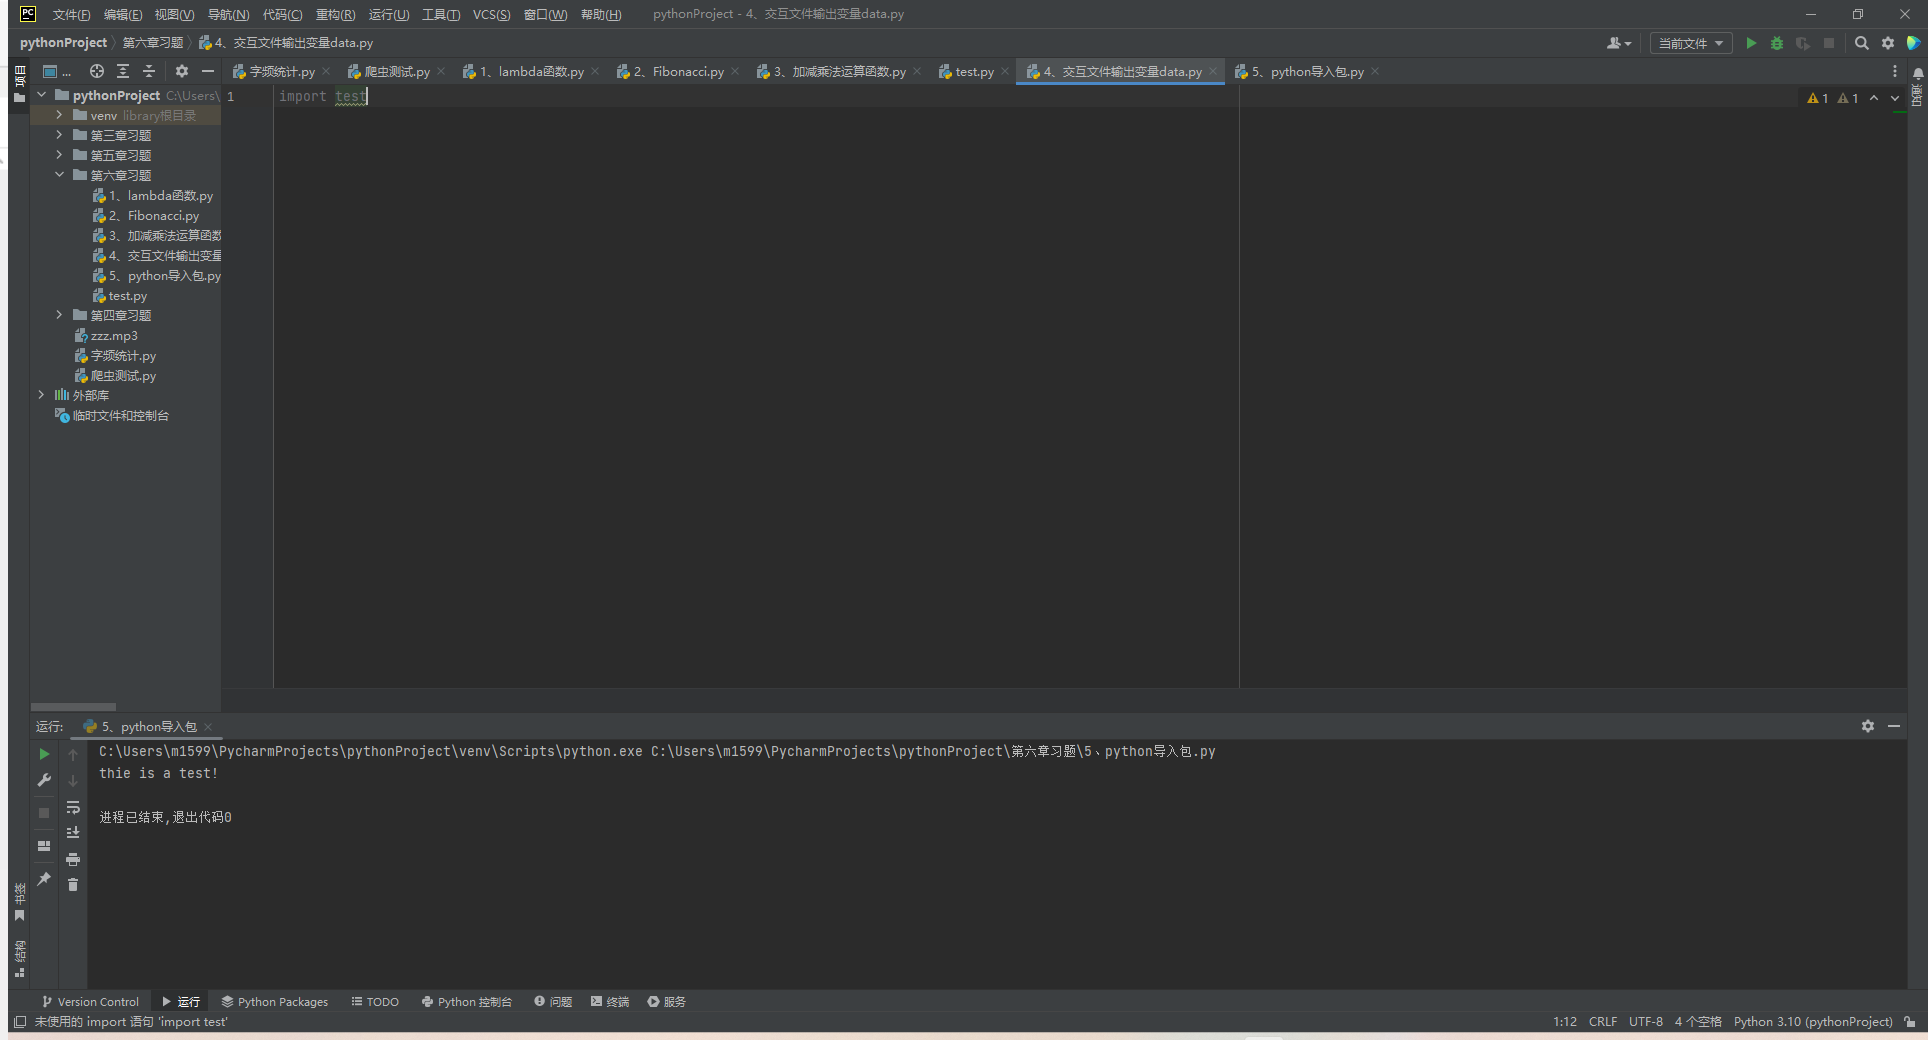 PC 文件(F) 编辑(E) 视图(V) 导航(N) 代码(C) 重构(R) 运行(U) 工具(T) VCS(S) 窗口(W) 帮助(H) pythonProject - 4、交互文件输出变量data.py
pythonProject 第六章习题 4、交互文件输出变量data.py 当前文件
项目 ... 字频统计.py 爬虫测试.py 1、lambda函数.py 2、Fibonacci.py 3、加减乘法运算函数.py test.py 4、交互文件输出变量data.py 5、python导入包.py
通知
pythonProject C:\Users\
venv library根目录
第三章习题
第五章习题
第六章习题
1、lambda函数.py
2、Fibonacci.py
3、加减乘法运算函数
4、交互文件输出变量
5、python导入包.py
test.py
第四章习题
zzz.mp3
字频统计.py
爬虫测试.py
外部库
临时文件和控制台
1 import test
1 1
运行: 5、python导入包
C:\Users\m1599\PycharmProjects\pythonProject\venv\Scripts\python.exe C:\Users\m1599\PycharmProjects\pythonProject\第六章习题\5、python导入包.py
thie is a test!
进程已结束,退出代码0
书签
结构
Version Control 运行 Python Packages TODO Python 控制台 问题 终端 服务
未使用的 import 语句 'import test' 1:12 CRLF UTF-8 4 个空格 Python 3.10 (pythonProject)